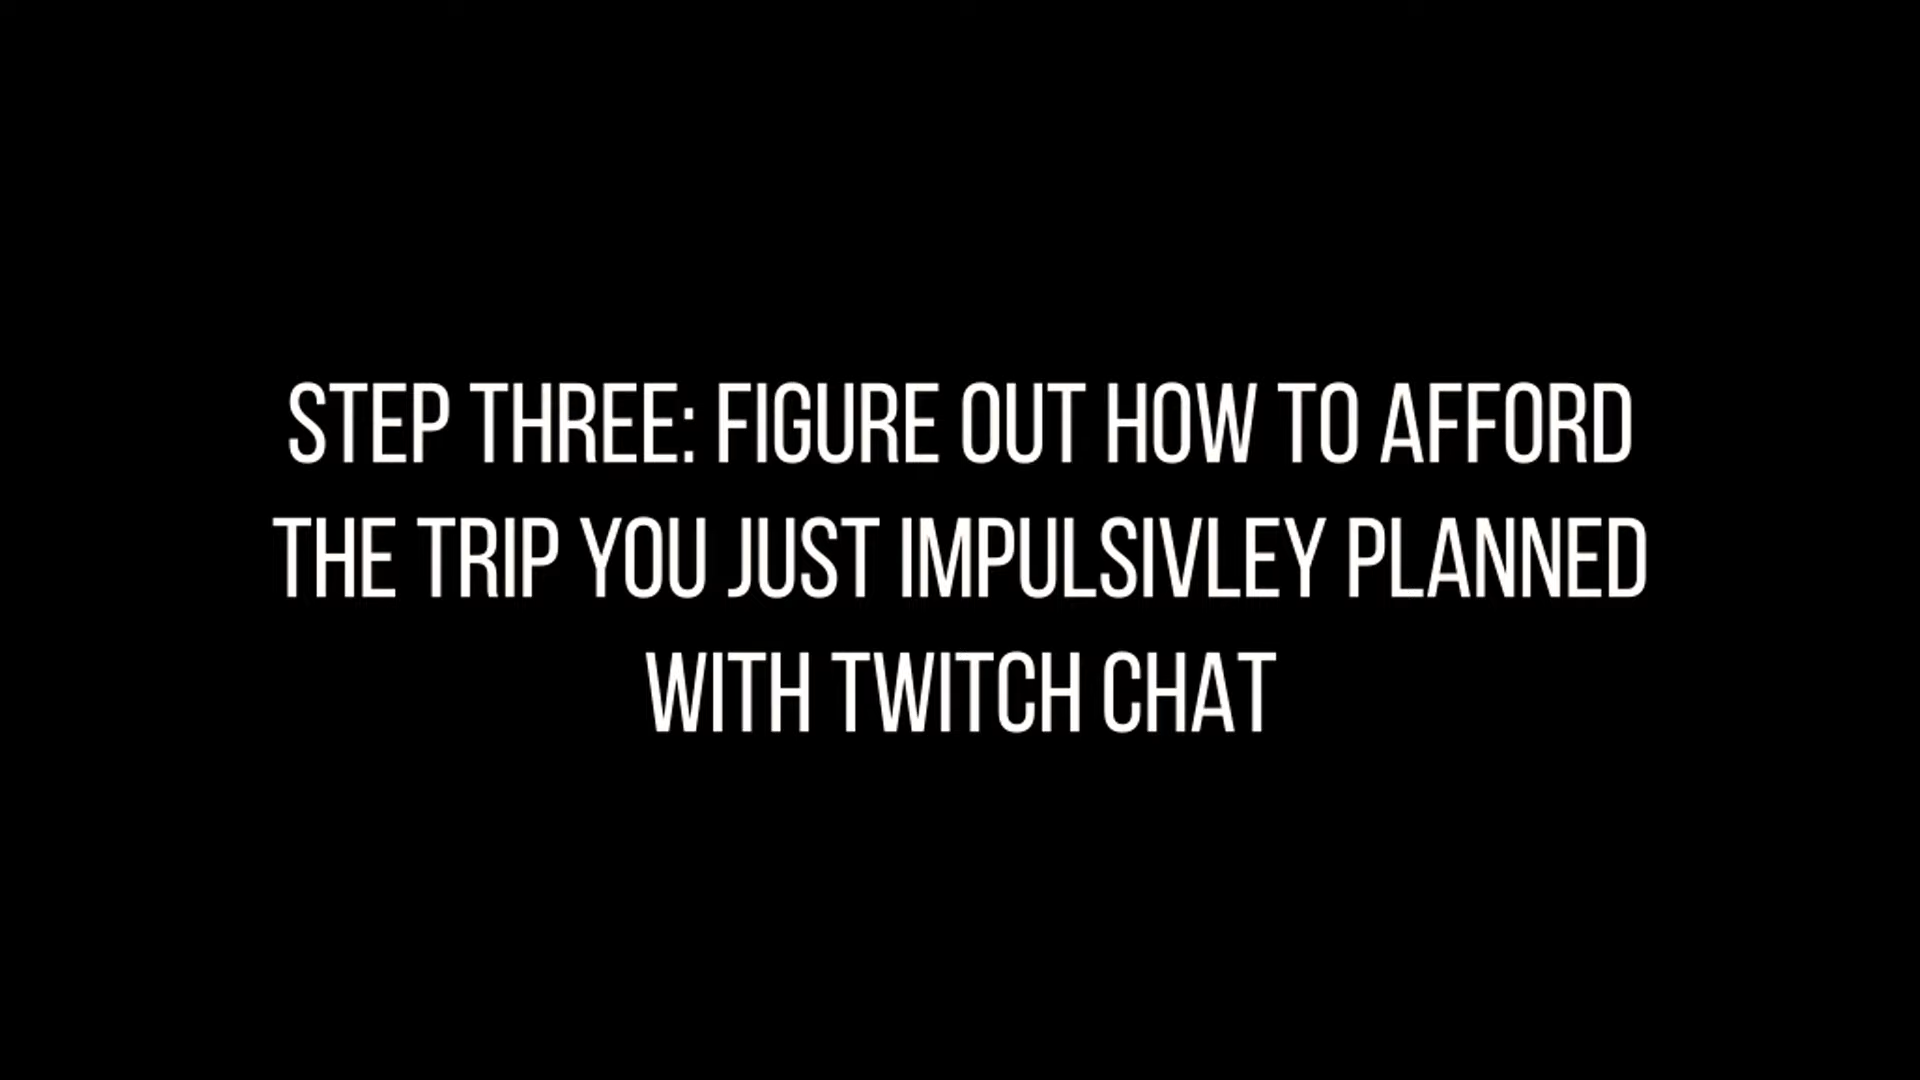 STEP THREE: FIGURE OUT HOW TO AFFORD
THE TRIP YOU JUST IMPULSIVLEY PLANNED
WITH TWITCH CHAT